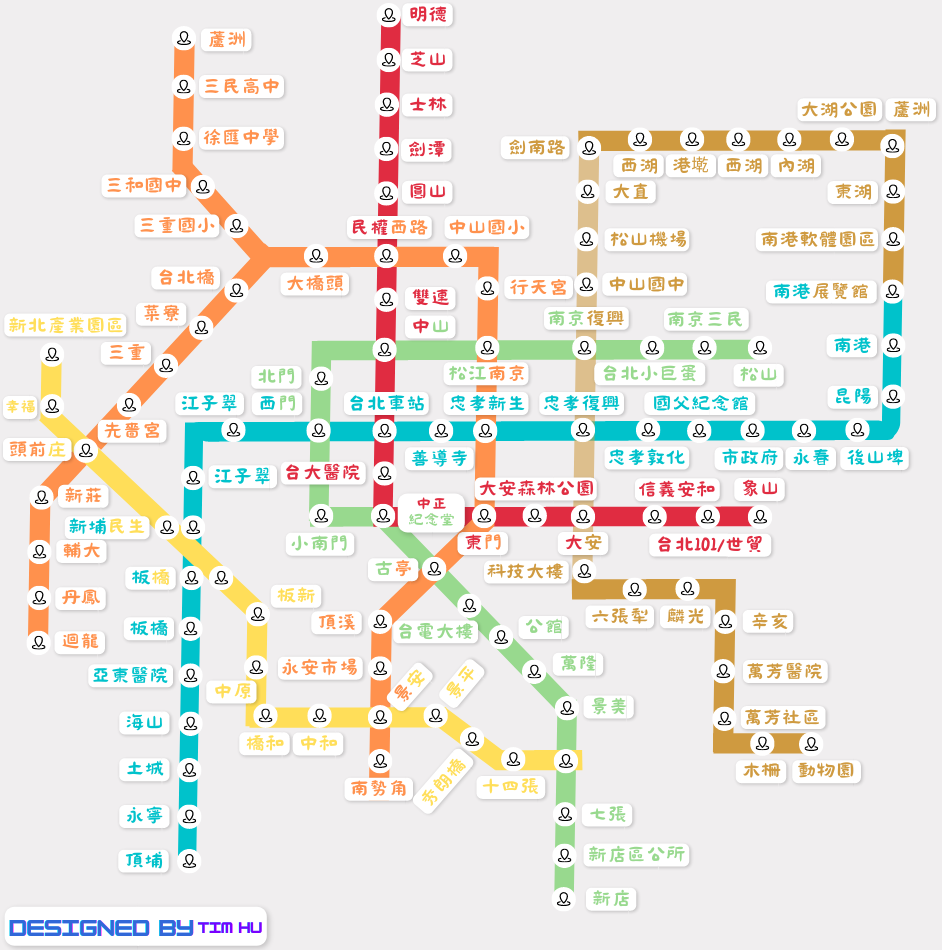 明德
蘆洲
芝山
三民高中
士林
大湖公園
蘆洲
徐匯中學
劍潭
劍南路
西湖
港墘
西湖
內湖
三和國中
圓山
大直
東湖
三重國小
民權西路
中山國小
松山機場
南港軟體園區
台北橋
大橋頭
行天宮
中山國中
南港展覽館
雙連
菜寮
新北產業園區
中山
南京復興
南京三民
三重
南港
北門
松江南京
台北小巨蛋
松山
幸福
先嗇宮
江子翠
西門
台北車站
忠孝新生
忠孝復興
國父紀念館
昆陽
頭前庄
善導寺
忠孝敦化
市政府
永春
後山埤
江子翠
台大醫院
大安森林公園
信義安和
象山
新莊
中正
紀念堂
新埔民生
小南門
東門
大安
台北101/世貿
輔大
板橋
古亭
科技大樓
丹鳳
板新
板橋
頂溪
台電大樓
公館
六張犁
麟光
辛亥
迴龍
永安市場
萬隆
亞東醫院
中原
景安
景平
景美
萬芳醫院
海山
橋和
中和
萬芳社區
土城
南勢角
秀朗橋
十四張
木柵
動物園
永寧
七張
頂埔
新店區公所
新店
DESIGNED BY TIM HU